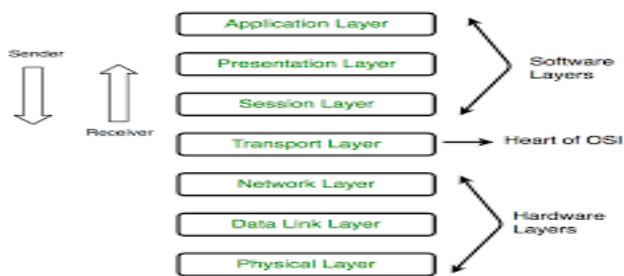 Application Layer
Sender
Presentation Layer
Software
Layers
Session Layer
Receiver
Transport Layer
Heart of OSI
Network Layer
Data Link Layer
Hardware
Layers
Physical Layer